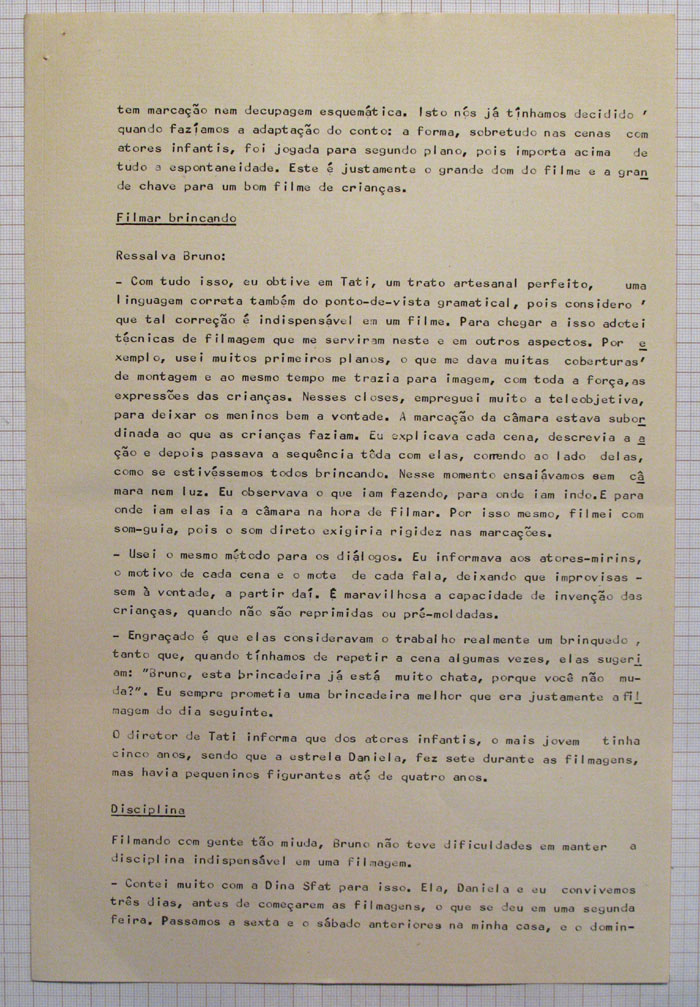 tem marcação nem decupagem esquemática. Isto nós já tínhamos decidido '
quando fazíamos a adaptação do conto: a forma, sobretudo nas cenas com
atores infantis, foi jogada para segundo plano, pois importa acima de
tudo a espontaneidade. Este é justamente o grande dom do filme e a gran
de chave para um bom filme de crianças.
Filmar brincando
Ressalva Bruno:
- Com tudo isso, eu obtive em Tati, um trato artesanal perfeito, uma
linguagem correta também do ponto-de-vista gramatical, pois considero '
que tal correção é indispensável em um filme. Para chegar a isso adotei
técnicas de filmagem que me serviram neste e em outros aspectos. Por e
xemplo, usei muitos primeiros planos, o que me dava muitas coberturas'
de montagem e ao mesmo tempo me trazia para imagem, com toda a força,as
expressões das crianças. Nesses closes, empreguei muito a teleobjetiva,
para deixar os meninos bem a vontade. A marcação da câmara estava subor
dinada ao que as crianças faziam. Eu explicava cada cena, descrevia a a
ção e depois passava a sequência tôda com elas, correndo ao lado delas,
como se estivéssemos todos brincando. Nesse momento ensaiávamos sem câ
mara nem luz. Eu observava o que iam fazendo, para onde iam indo.E para
onde iam elas ia a câmara na hora de filmar. Por isso mesmo, filmei com
som-guia, pois o som direto exigiria rigidez nas marcações.
- Usei o mesmo método para os diálogos. Eu informava aos atores-mirins,
o motivo de cada cena e o mote de cada fala, deixando que improvisas -
sem à vontade, a partir daí. É maravilhosa a capacidade de invenção das
crianças, quando não são reprimidas ou pré-moldadas.
- Engraçado é que elas consideravam o trabalho realmente um brinquedo ,
tanto que, quando tínhamos de repetir a cena algumas vezes, elas sugeri
am: "Bruno, esta brincadeira já está muito chata, porque você não mu-
da?". Eu sempre prometia uma brincadeira melhor que era justamente a fil
magem do dia seguinte.
O diretor de Tati informa que dos atores infantis, o mais jovem tinha
cinco anos, sendo que a estrela Daniela, fez sete durante as filmagens,
mas havia pequeninos figurantes até de quatro anos.
Disciplina
Filmando com gente tão miuda, Bruno não teve dificuldades em manter a
disciplina indispensável em uma filmagem.
- Contei muito com a Dina Sfat para isso. Ela, Daniela e eu convivemos
três dias, antes de começarem as filmagens, o que se deu em uma segunda
feira. Passamos a sexta e o sábado anteriores na minha casa, e o domin-